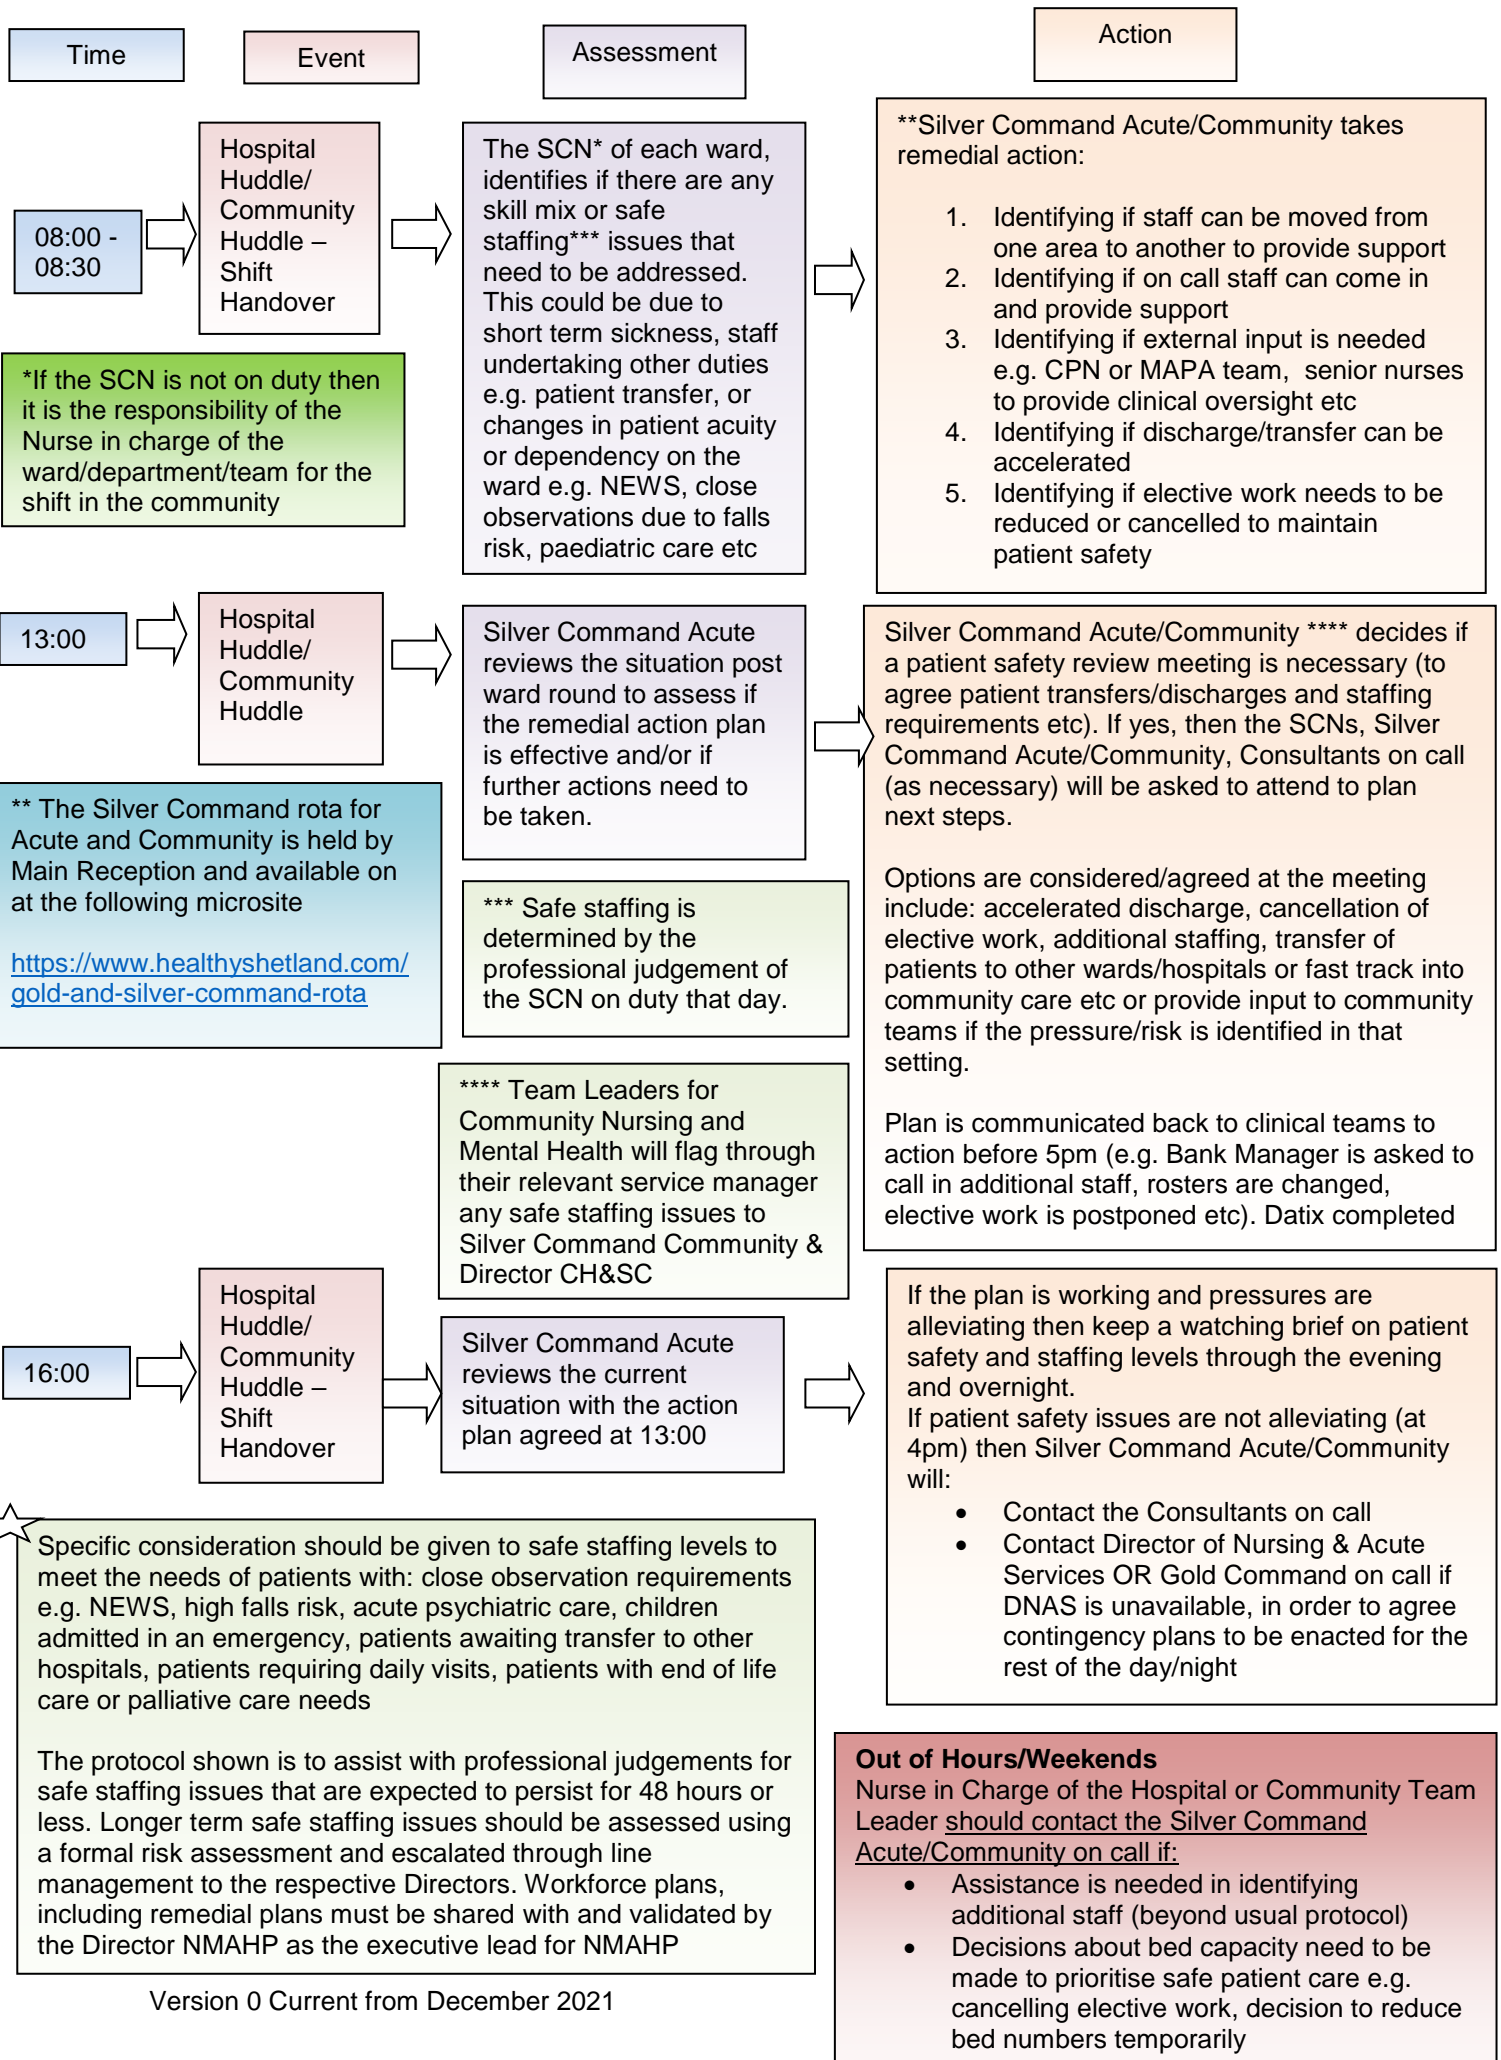 Time
Event
Assessment
Action
08:00 -
08:30
Hospital
Huddle/
Community
Huddle –
Shift
Handover
The SCN* of each ward,
identifies if there are any
skill mix or safe
staffing*** issues that
need to be addressed.
This could be due to
short term sickness, staff
undertaking other duties
e.g. patient transfer, or
changes in patient acuity
or dependency on the
ward e.g. NEWS, close
observations due to falls
risk, paediatric care etc
**Silver Command Acute/Community takes
remedial action:
1. Identifying if staff can be moved from
one area to another to provide support
2. Identifying if on call staff can come in
and provide support
3. Identifying if external input is needed
e.g. CPN or MAPA team, senior nurses
to provide clinical oversight etc
4. Identifying if discharge/transfer can be
accelerated
5. Identifying if elective work needs to be
reduced or cancelled to maintain
patient safety
*If the SCN is not on duty then
it is the responsibility of the
Nurse in charge of the
ward/department/team for the
shift in the community
13:00
Hospital
Huddle/
Community
Huddle
Silver Command Acute
reviews the situation post
ward round to assess if
the remedial action plan
is effective and/or if
further actions need to
be taken.
Silver Command Acute/Community **** decides if
a patient safety review meeting is necessary (to
agree patient transfers/discharges and staffing
requirements etc). If yes, then the SCNs, Silver
Command Acute/Community, Consultants on call
(as necessary) will be asked to attend to plan
next steps.
Options are considered/agreed at the meeting
include: accelerated discharge, cancellation of
elective work, additional staffing, transfer of
patients to other wards/hospitals or fast track into
community care etc or provide input to community
teams if the pressure/risk is identified in that
setting.
Plan is communicated back to clinical teams to
action before 5pm (e.g. Bank Manager is asked to
call in additional staff, rosters are changed,
elective work is postponed etc). Datix completed
** The Silver Command rota for
Acute and Community is held by
Main Reception and available on
at the following microsite
https://www.healthyshetland.com/
gold-and-silver-command-rota
*** Safe staffing is
determined by the
professional judgement of
the SCN on duty that day.
**** Team Leaders for
Community Nursing and
Mental Health will flag through
their relevant service manager
any safe staffing issues to
Silver Command Community &
Director CH&SC
16:00
Hospital
Huddle/
Community
Huddle –
Shift
Handover
Silver Command Acute
reviews the current
situation with the action
plan agreed at 13:00
If the plan is working and pressures are
alleviating then keep a watching brief on patient
safety and staffing levels through the evening
and overnight.
If patient safety issues are not alleviating (at
4pm) then Silver Command Acute/Community
will:
• Contact the Consultants on call
• Contact Director of Nursing & Acute
Services OR Gold Command on call if
DNAS is unavailable, in order to agree
contingency plans to be enacted for the
rest of the day/night
Specific consideration should be given to safe staffing levels to
meet the needs of patients with: close observation requirements
e.g. NEWS, high falls risk, acute psychiatric care, children
admitted in an emergency, patients awaiting transfer to other
hospitals, patients requiring daily visits, patients with end of life
care or palliative care needs
The protocol shown is to assist with professional judgements for
safe staffing issues that are expected to persist for 48 hours or
less. Longer term safe staffing issues should be assessed using
a formal risk assessment and escalated through line
management to the respective Directors. Workforce plans,
including remedial plans must be shared with and validated by
the Director NMAHP as the executive lead for NMAHP
Out of Hours/Weekends
Nurse in Charge of the Hospital or Community Team
Leader should contact the Silver Command
Acute/Community on call if:
• Assistance is needed in identifying
additional staff (beyond usual protocol)
• Decisions about bed capacity need to be
made to prioritise safe patient care e.g.
cancelling elective work, decision to reduce
bed numbers temporarily
Version 0 Current from December 2021